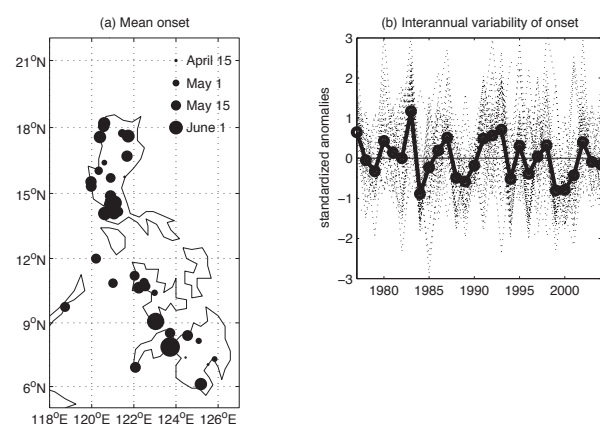 (a) Mean onset
21°N
18°N
15°N
12°N
9°N
6°N
118°E 120°E 122°E 124°E 126°E
April 15
May 1
May 15
June 1
(b) Interannual variability of onset
standardized anomalies
3
2
1
0
−1
−2
−3
1980 1985 1990 1995 2000